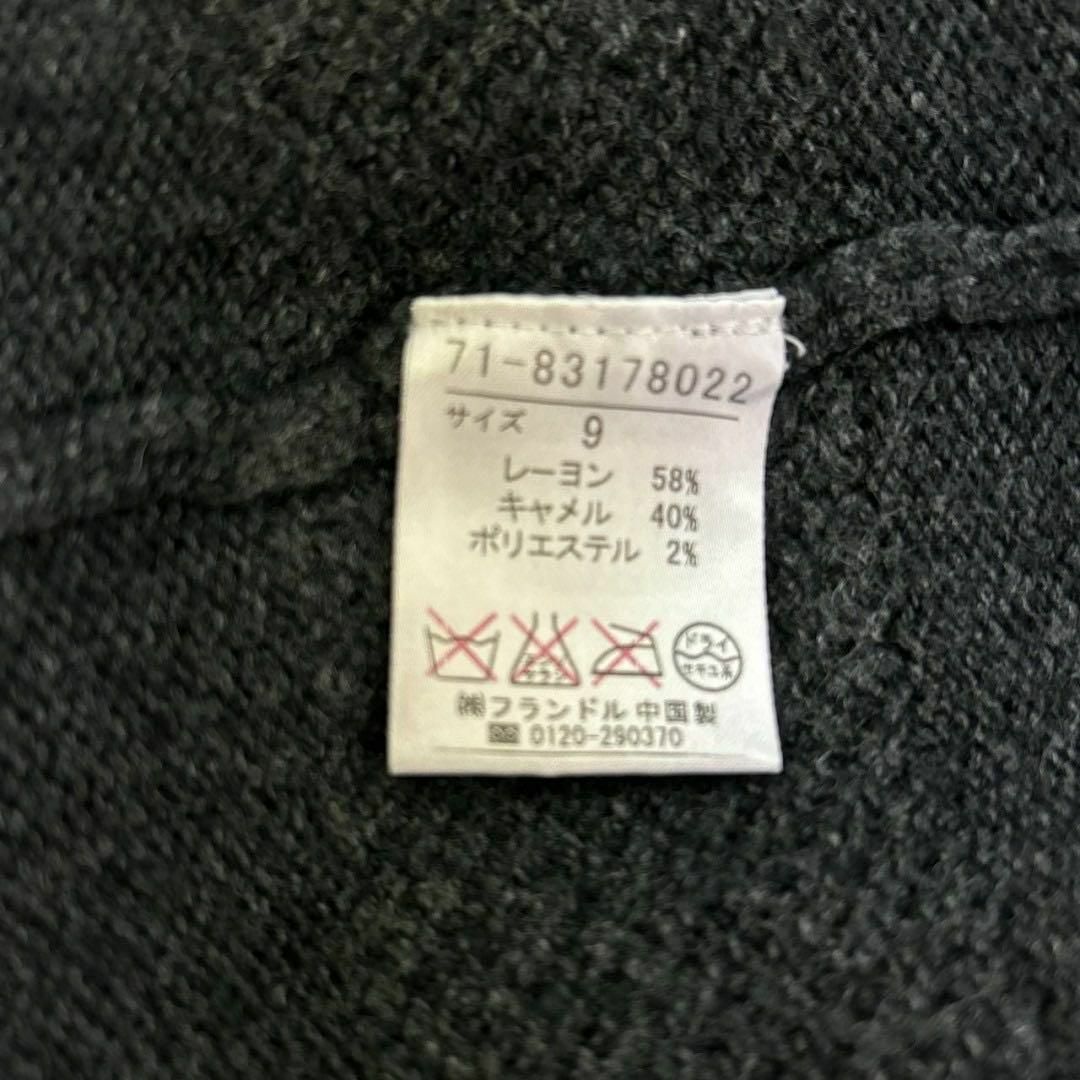 71-83178022
サイズ 9
レーヨン 58%
キャメル 40%
ポリエステル 2%
ドライ
セキユ系
㈱フランドル 中国製
0120-290370